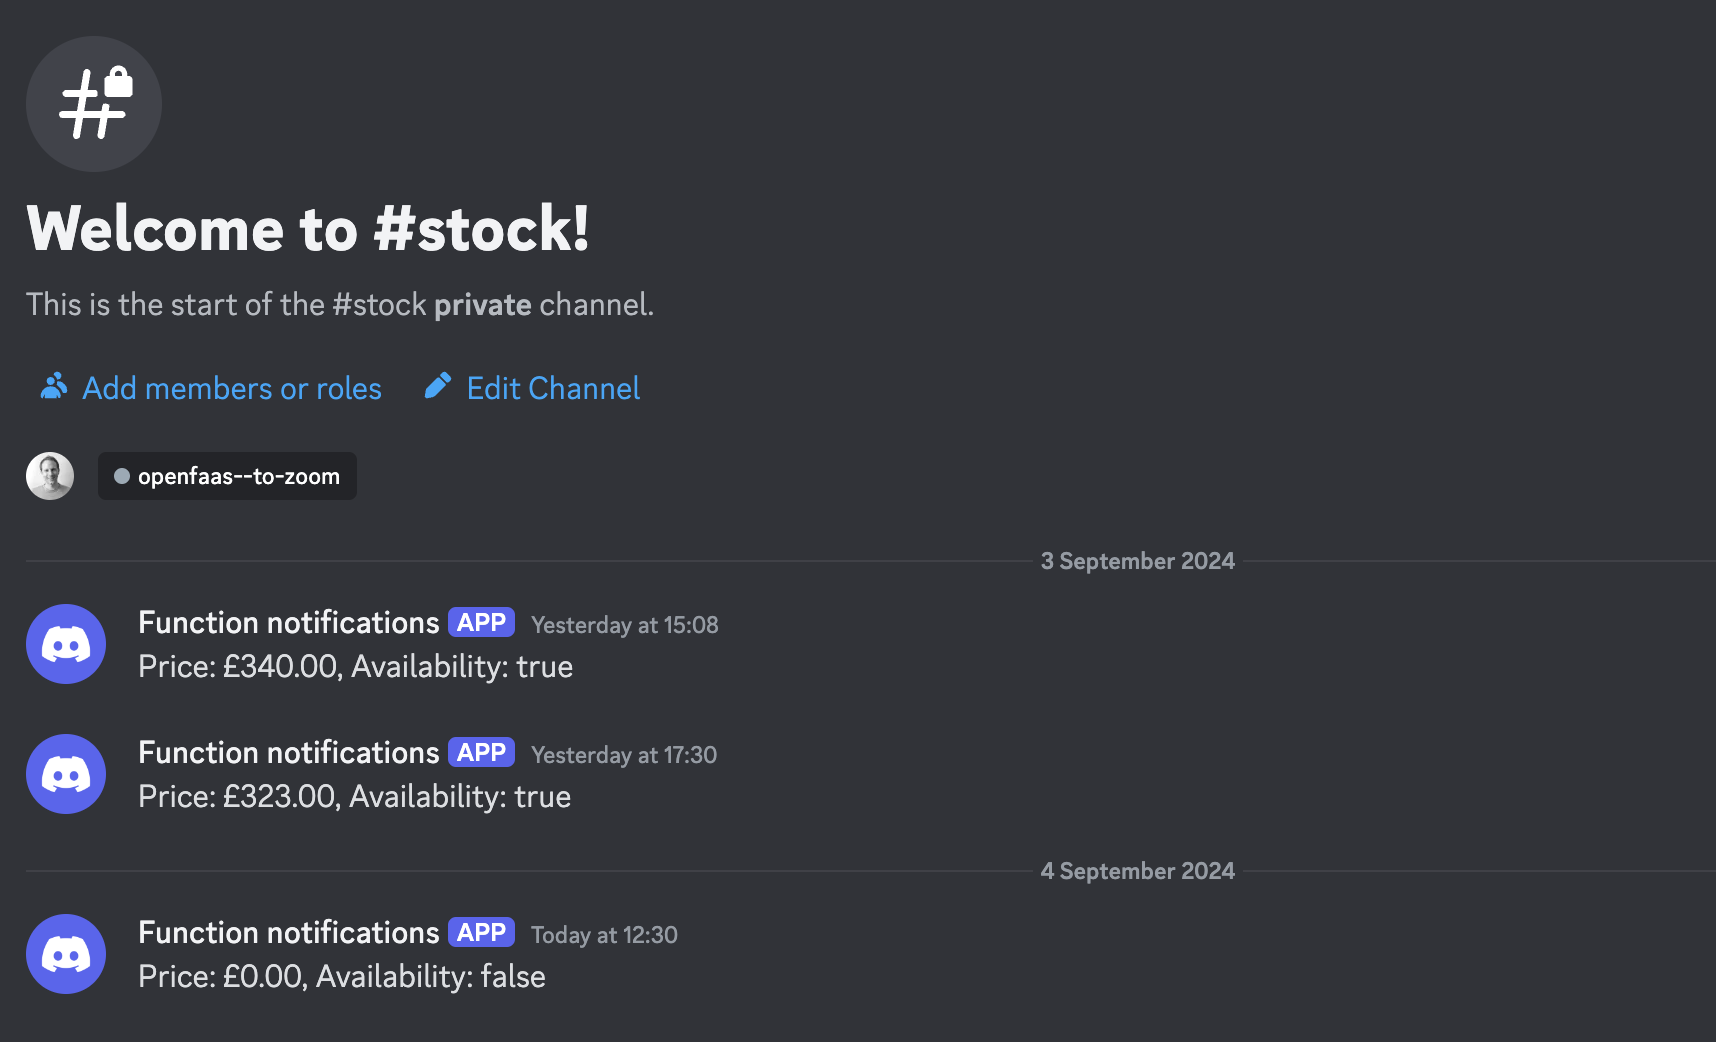 Welcome to #stock!
This is the start of the #stock private channel.
Add members or roles Edit Channel
openfaas--to-zoom
3 September 2024
Function notifications APP Yesterday at 15:08
Price: £340.00, Availability: true
Function notifications APP Yesterday at 17:30
Price: £323.00, Availability: true
4 September 2024
Function notifications APP Today at 12:30
Price: £0.00, Availability: false